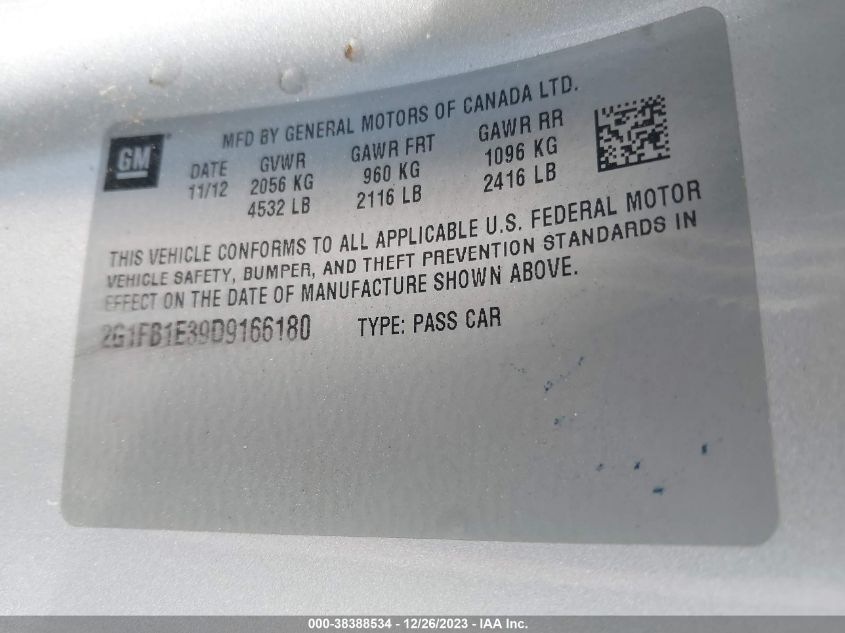 MFD BY GENERAL MOTORS OF CANADA LTD.
GM
DATE GVWR GAWR FRT GAWR RR
11/12 2056 KG 960 KG 1096 KG
4532 LB 2116 LB 2416 LB
THIS VEHICLE CONFORMS TO ALL APPLICABLE U.S. FEDERAL MOTOR
VEHICLE SAFETY, BUMPER, AND THEFT PREVENTION STANDARDS IN
EFFECT ON THE DATE OF MANUFACTURE SHOWN ABOVE.
2G1FB1E39D9166180 TYPE: PASS CAR
000-38388534 - 12/26/2023 - IAA Inc.